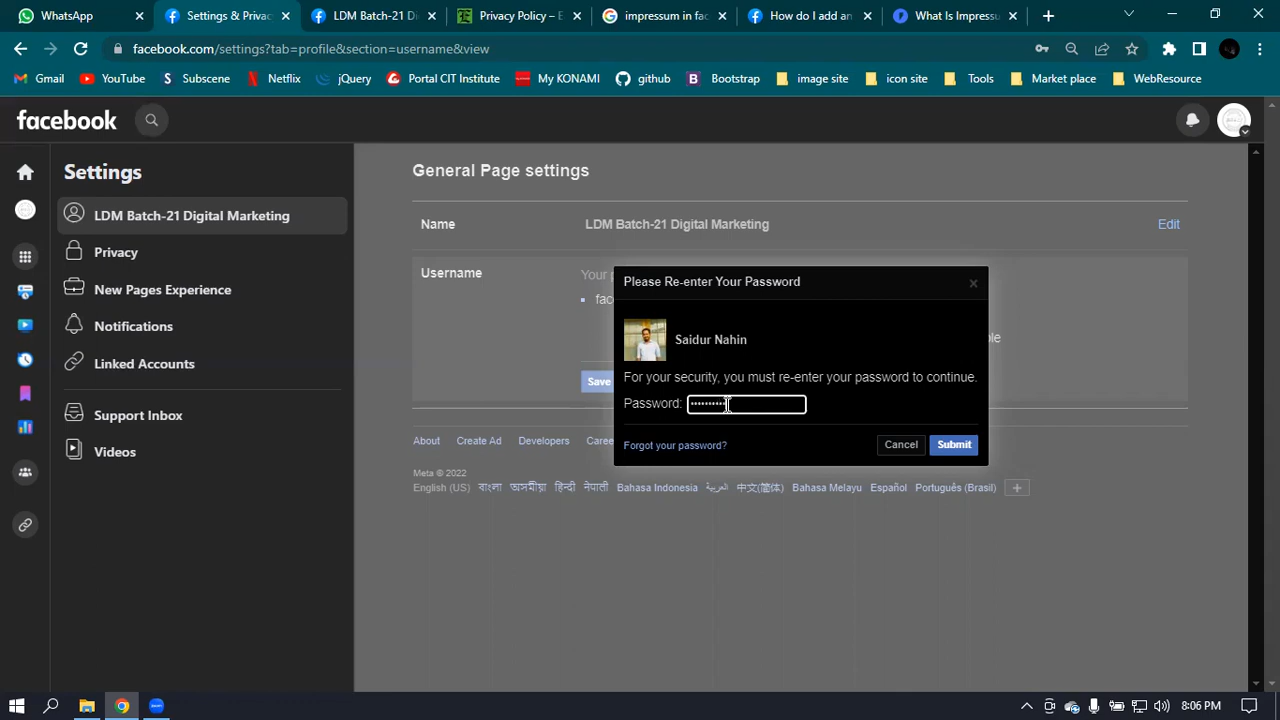 WhatsApp
Settings & Priva
LDM Batch-21 Di
Privacy Policy – E
impressum in fa
How do I add an
What Is Impressu
facebook.com/settings?tab=profile&section=username&view
Gmail YouTube Subscene Netflix jQuery Portal CIT Institute My KONAMI github Bootstrap image site icon site Tools Market place WebResource
facebook
Settings
LDM Batch-21 Digital Marketing
Privacy
New Pages Experience
Notifications
Linked Accounts
Support Inbox
Videos
General Page settings
Name LDM Batch-21 Digital Marketing Edit
Username Your p
Save
Please Re-enter Your Password
Saidur Nahin
For your security, you must re-enter your password to continue.
Password:
Forgot your password? Cancel Submit
About Create Ad Developers Caree
Meta © 2022
English (US) বাংলা অসমীয়া हिन्दी नेपाली Bahasa Indonesia العربية 中文(简体) Bahasa Melayu Español Português (Brasil)
8:06 PM